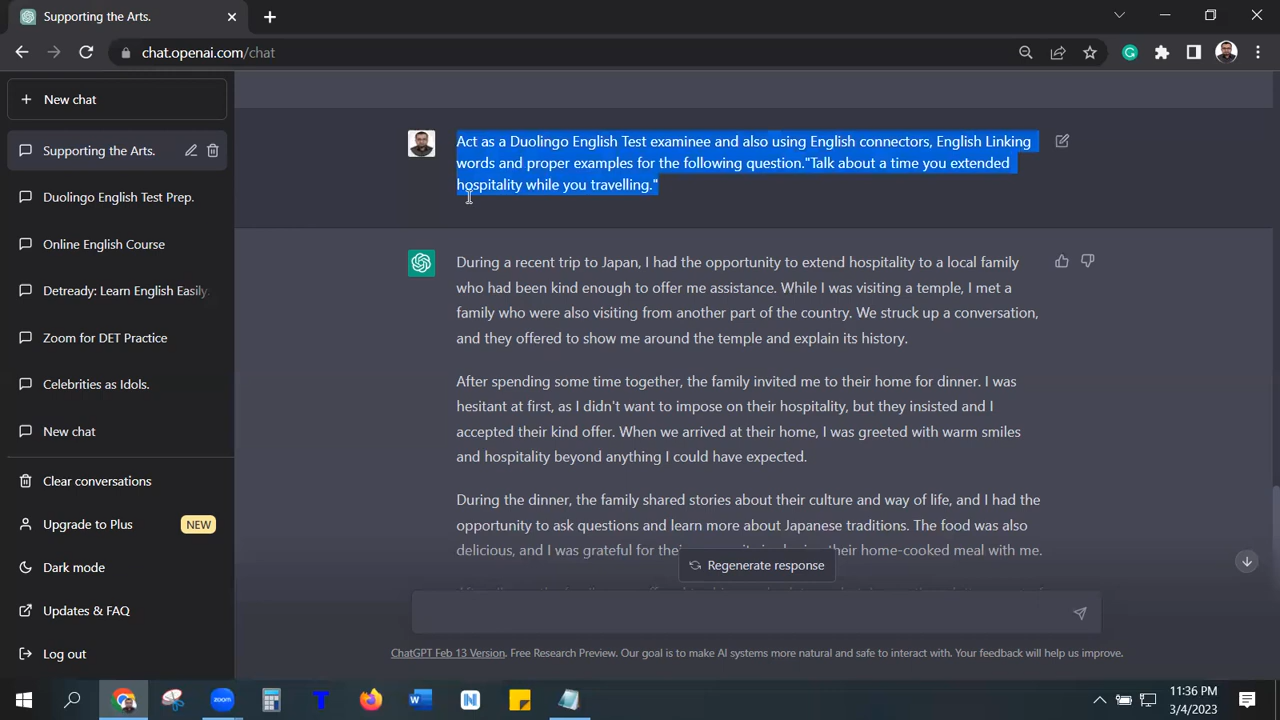 Supporting the Arts.
chat.openai.com/chat
New chat
Supporting the Arts.
Duolingo English Test Prep.
Online English Course
Detready: Learn English Easily.
Zoom for DET Practice
Celebrities as Idols.
New chat
Clear conversations
Upgrade to Plus NEW
Dark mode
Updates & FAQ
Log out
Act as a Duolingo English Test examinee and also using English connectors, English Linking
words and proper examples for the following question."Talk about a time you extended
hospitality while you travelling."
During a recent trip to Japan, I had the opportunity to extend hospitality to a local family
who had been kind enough to offer me assistance. While I was visiting a temple, I met a
family who were also visiting from another part of the country. We struck up a conversation,
and they offered to show me around the temple and explain its history.
After spending some time together, the family invited me to their home for dinner. I was
hesitant at first, as I didn't want to impose on their hospitality, but they insisted and I
accepted their kind offer. When we arrived at their home, I was greeted with warm smiles
and hospitality beyond anything I could have expected.
During the dinner, the family shared stories about their culture and way of life, and I had the
opportunity to ask questions and learn more about Japanese traditions. The food was also
delicious, and I was grateful for their home-cooked meal with me.
Regenerate response
ChatGPT Feb 13 Version. Free Research Preview. Our goal is to make AI systems more natural and safe to interact with. Your feedback will help us improve.
zoom
T
W
N
11:36 PM
3/4/2023